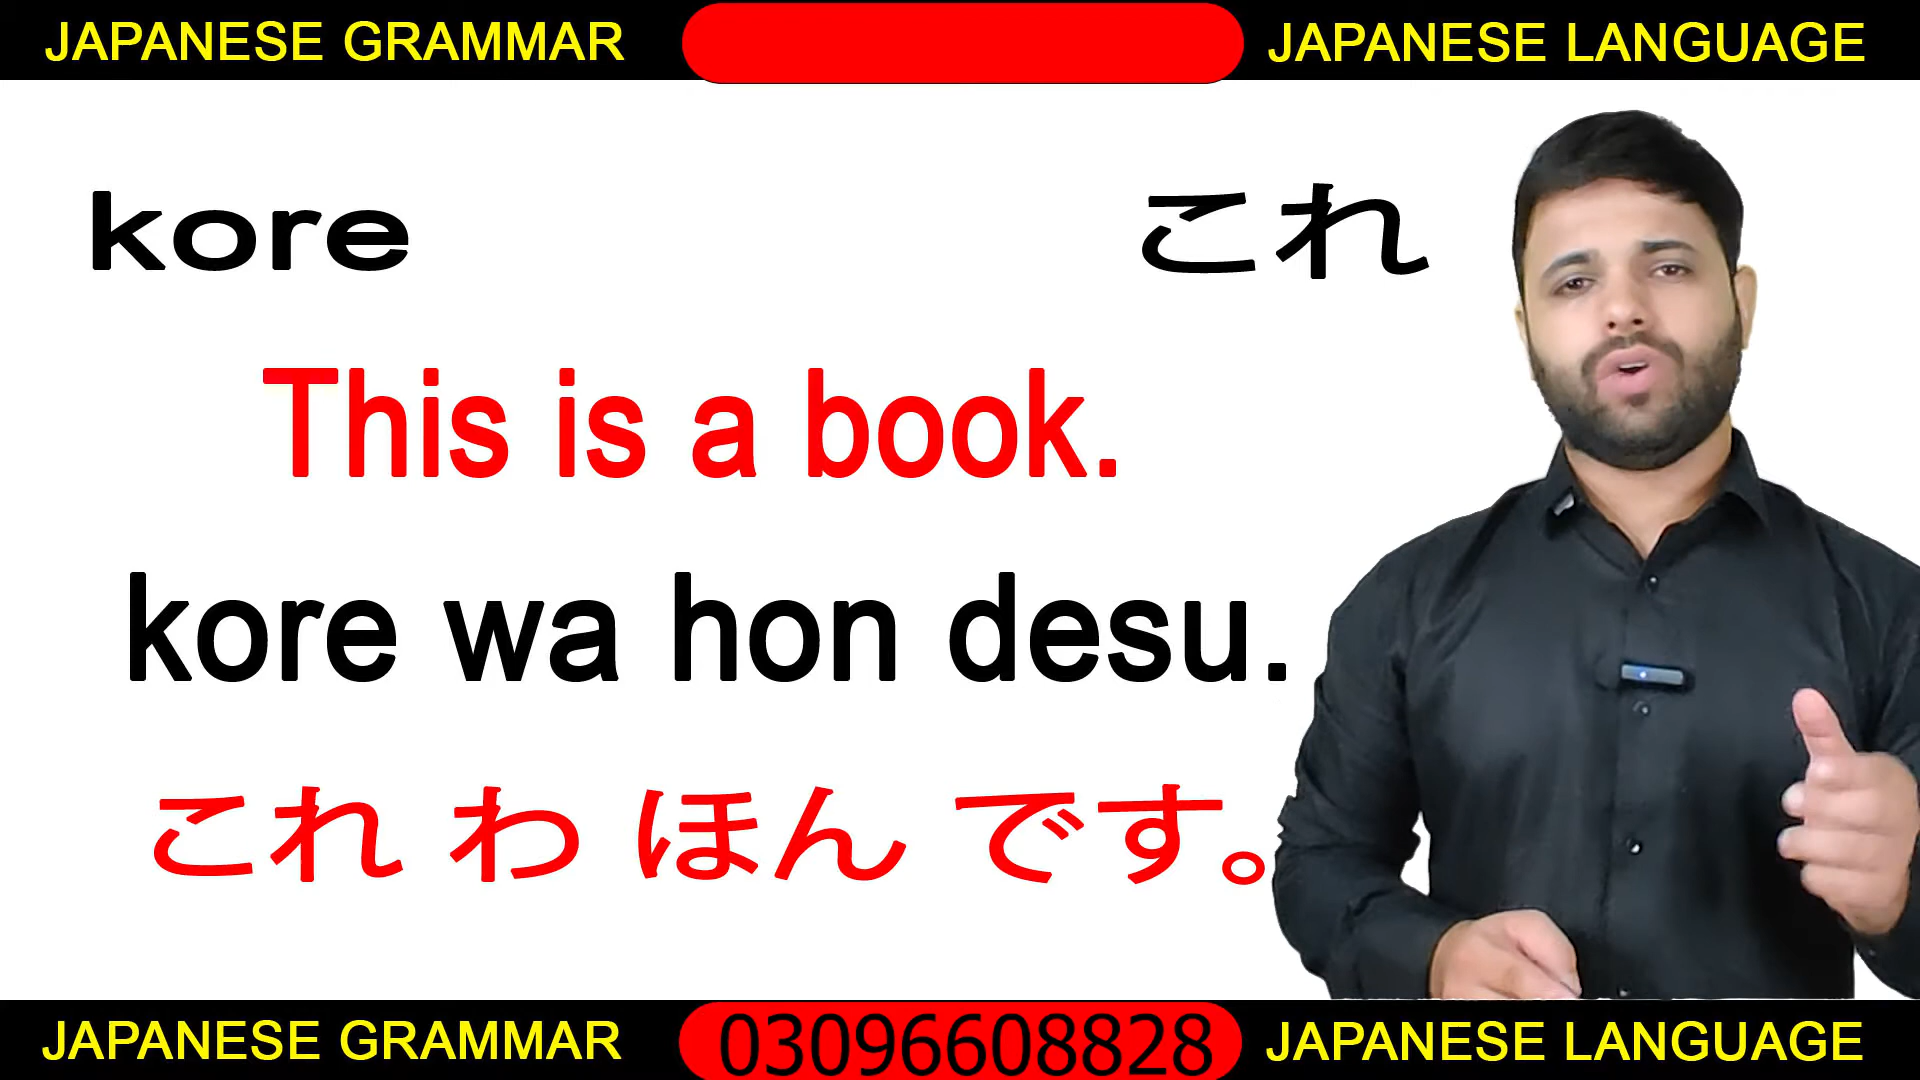 JAPANESE GRAMMAR JAPANESE LANGUAGE
kore これ
This is a book.
kore wa hon desu.
これ わ ほん です。
JAPANESE GRAMMAR 03096608828 JAPANESE LANGUAGE